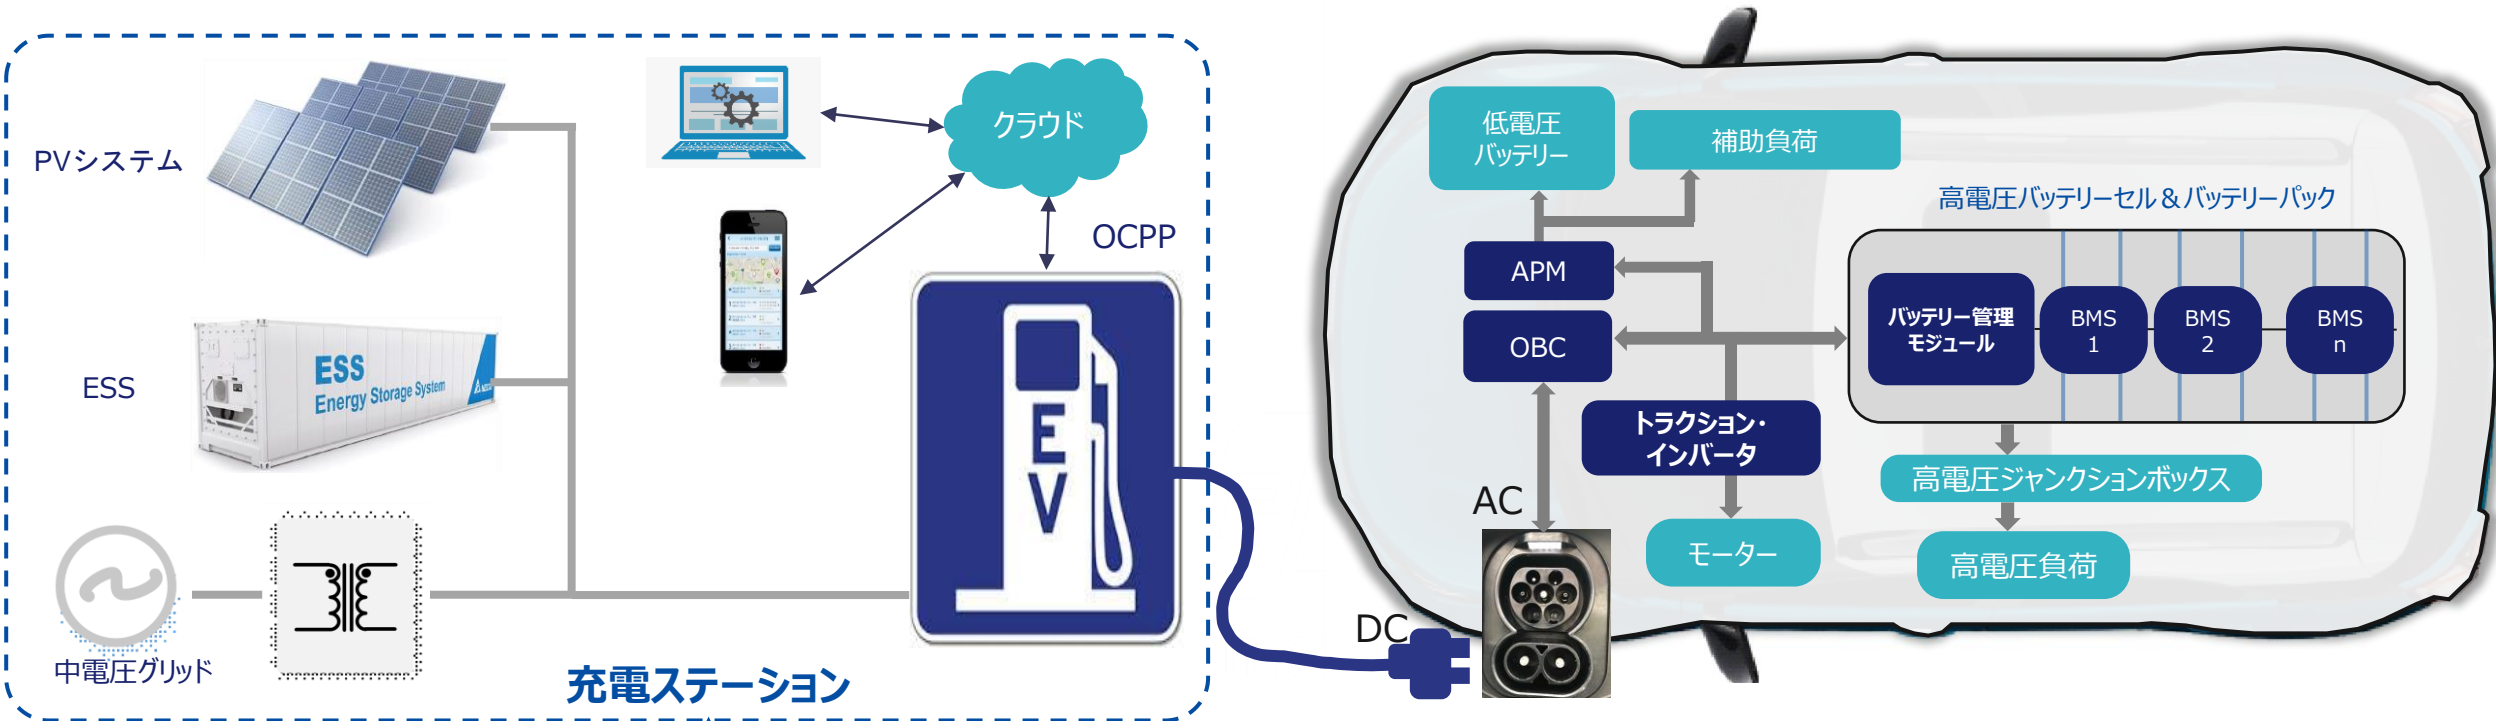 PVシステム
ESS
ESS
Energy Storage System
中電圧グリッド
クラウド
OCPP
E
V
充電ステーション
低電圧
バッテリー
補助負荷
高電圧バッテリーセル＆バッテリーパック
APM
OBC
バッテリー管理
モジュール
BMS
1
BMS
2
BMS
n
トラクション・
インバータ
高電圧ジャンクションボックス
AC
モーター
高電圧負荷
DC